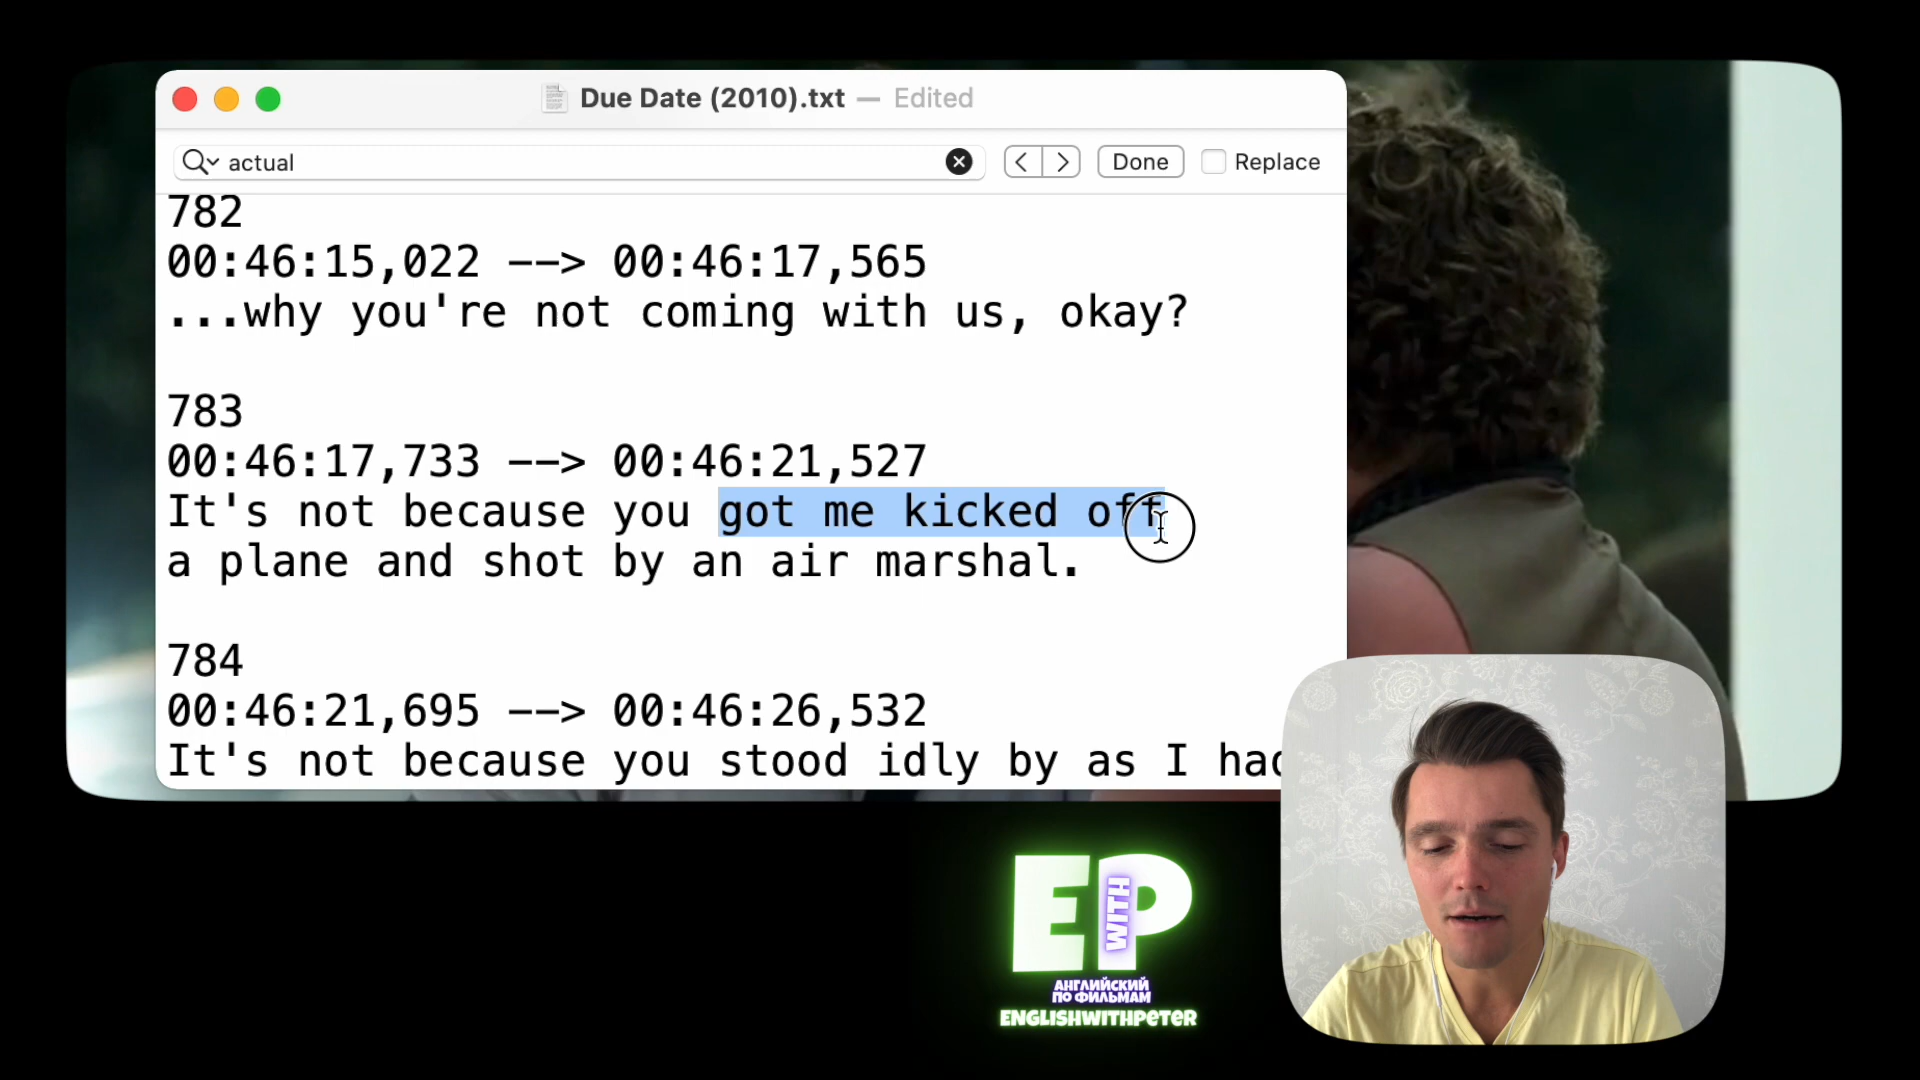 Due Date (2010).txt — Edited
actual
Done
Replace
782
00:46:15,022 --> 00:46:17,565
...why you're not coming with us, okay?
783
00:46:17,733 --> 00:46:21,527
It's not because you got me kicked off
a plane and shot by an air marshal.
784
00:46:21,695 --> 00:46:26,532
It's not because you stood idly by as I had
EP
WITH
АНГЛИЙСКИЙ
ПО ФИЛЬМАМ
ENGLISHWITHPETER